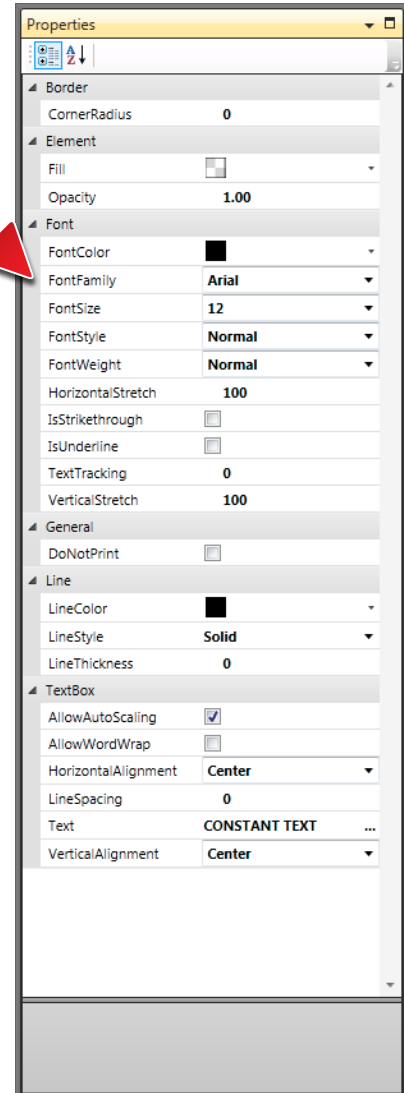 Properties
A
Z
Border
CornerRadius 0
Element
Fill
Opacity 1.00
Font
FontColor
FontFamily Arial
FontSize 12
FontStyle Normal
FontWeight Normal
HorizontalStretch 100
IsStrikethrough
IsUnderline
TextTracking 0
VerticalStretch 100
General
DoNotPrint
Line
LineColor
LineStyle Solid
LineThickness 0
TextBox
AllowAutoScaling
AllowWordWrap
HorizontalAlignment Center
LineSpacing 0
Text CONSTANT TEXT ...
VerticalAlignment Center